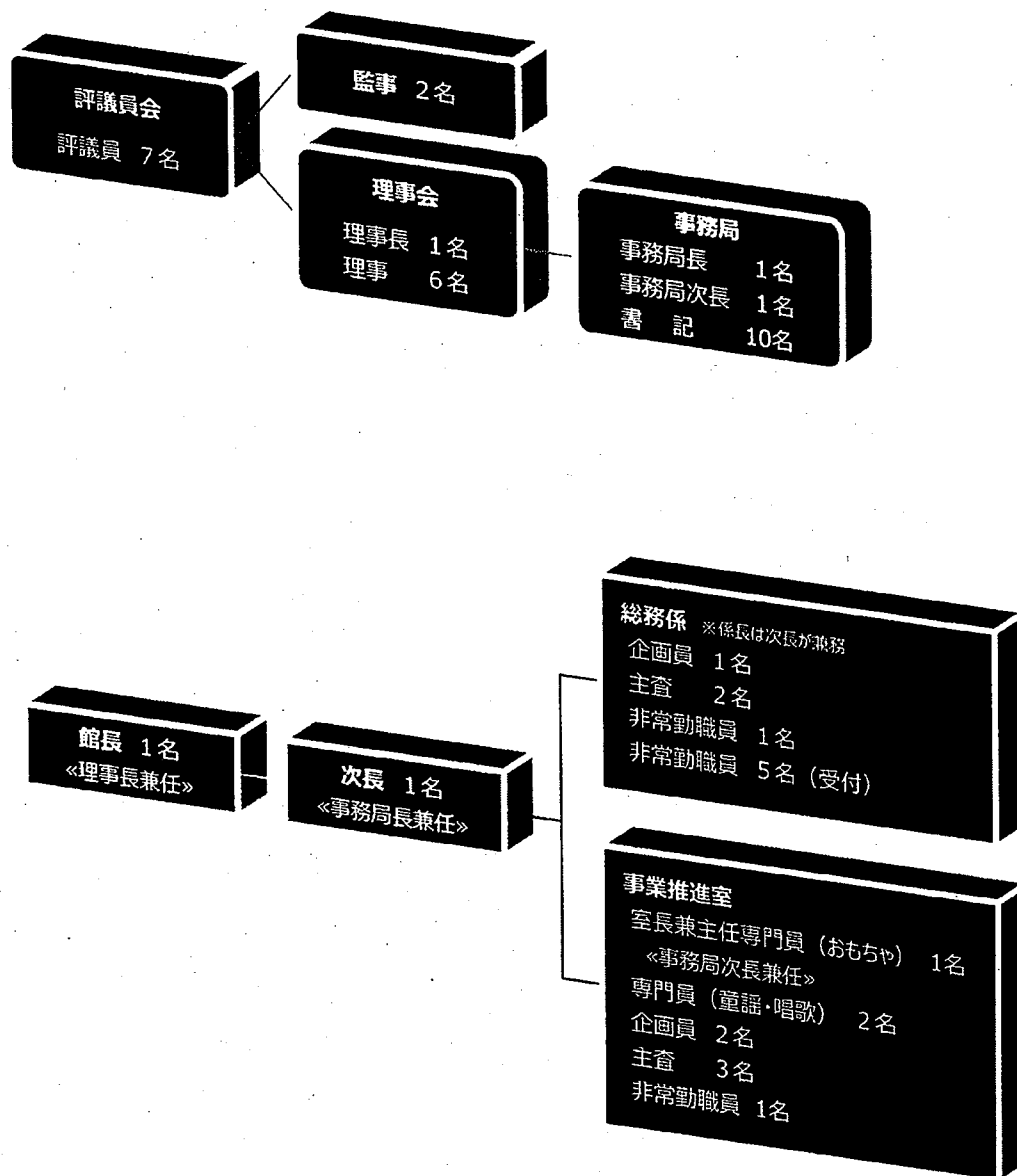 評議員会
評議員 7名
監事 2名
理事会
理事長 1名
理事 6名
事務局
事務局長 1名
事務局次長 1名
書 記 10名
館長 1名
≪理事長兼任≫
次長 1名
≪事務局長兼任≫
総務係 ※係長は次長が兼務
企画員 1名
主査 2名
非常勤職員 1名
非常勤職員 5名(受付)
事業推進室
室長兼主任専門員(おもちゃ) 1名
≪事務局次長兼任≫
専門員(童謡・唱歌) 2名
企画員 2名
主査 3名
非常勤職員 1名